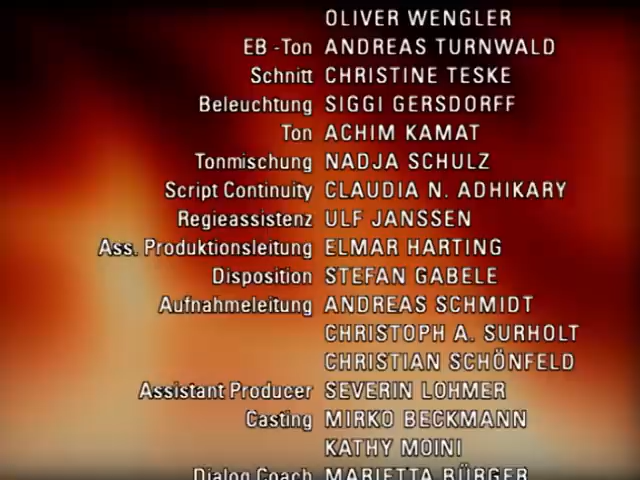 OLIVER WENGLER
EB -Ton ANDREAS TURNWALD
Schnitt CHRISTINE TESKE
Beleuchtung SIGGI GERSDORFF
Ton ACHIM KAMAT
Tonmischung NADJA SCHULZ
Script Continuity CLAUDIA N. ADHIKARY
Regieassistenz ULF JANSSEN
Ass. Produktionsleitung ELMAR HARTING
Disposition STEFAN GABELE
Aufnahmeleitung ANDREAS SCHMIDT
CHRISTOPH A. SURHOLT
CHRISTIAN SCHÖNFELD
Assistant Producer SEVERIN LOHMER
Casting MIRKO BECKMANN
KATHY MOINI
Dialog Coach MARIETTA BÜRGER